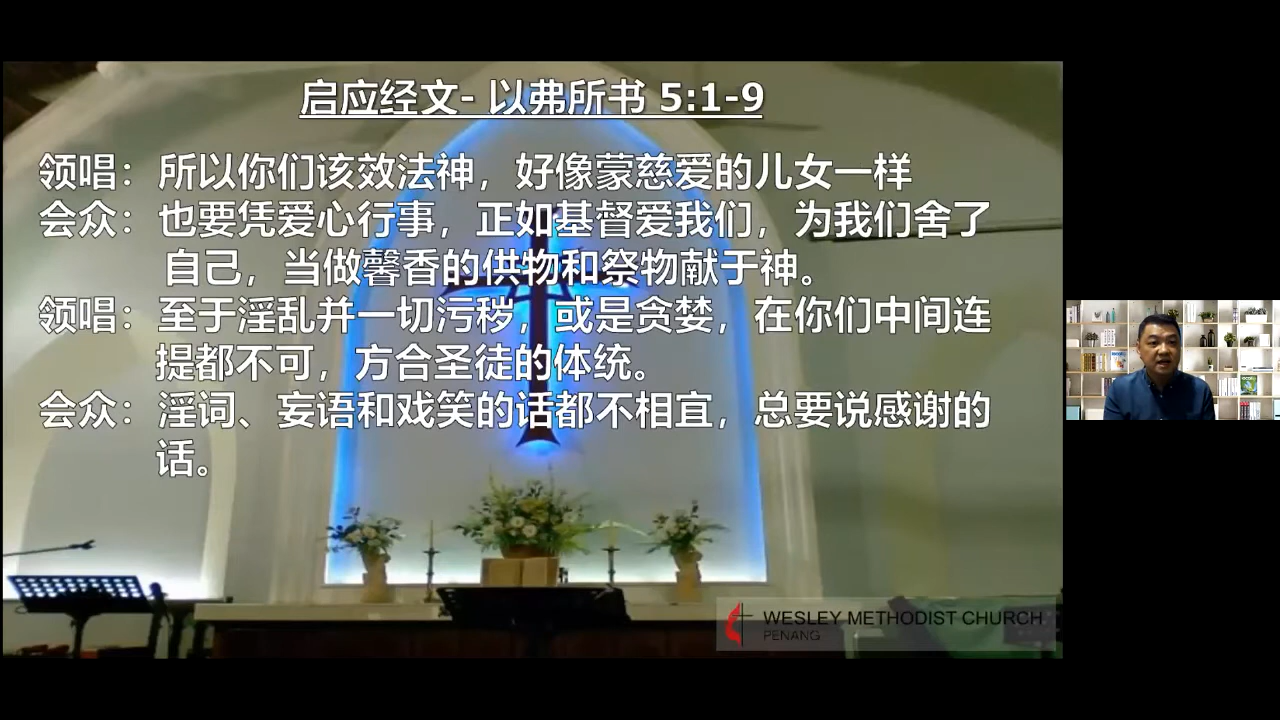 启应经文- 以弗所书 5:1-9
领唱：所以你们该效法神，好像蒙慈爱的儿女一样
会众：也要凭爱心行事，正如基督爱我们，为我们舍了
自己，当做馨香的供物和祭物献于神。
领唱：至于淫乱并一切污秽，或是贪婪，在你们中间连
提都不可，方合圣徒的体统。
会众：淫词、妄语和戏笑的话都不相宜，总要说感谢的
话。
WESLEY METHODIST CHURCH
PENANG